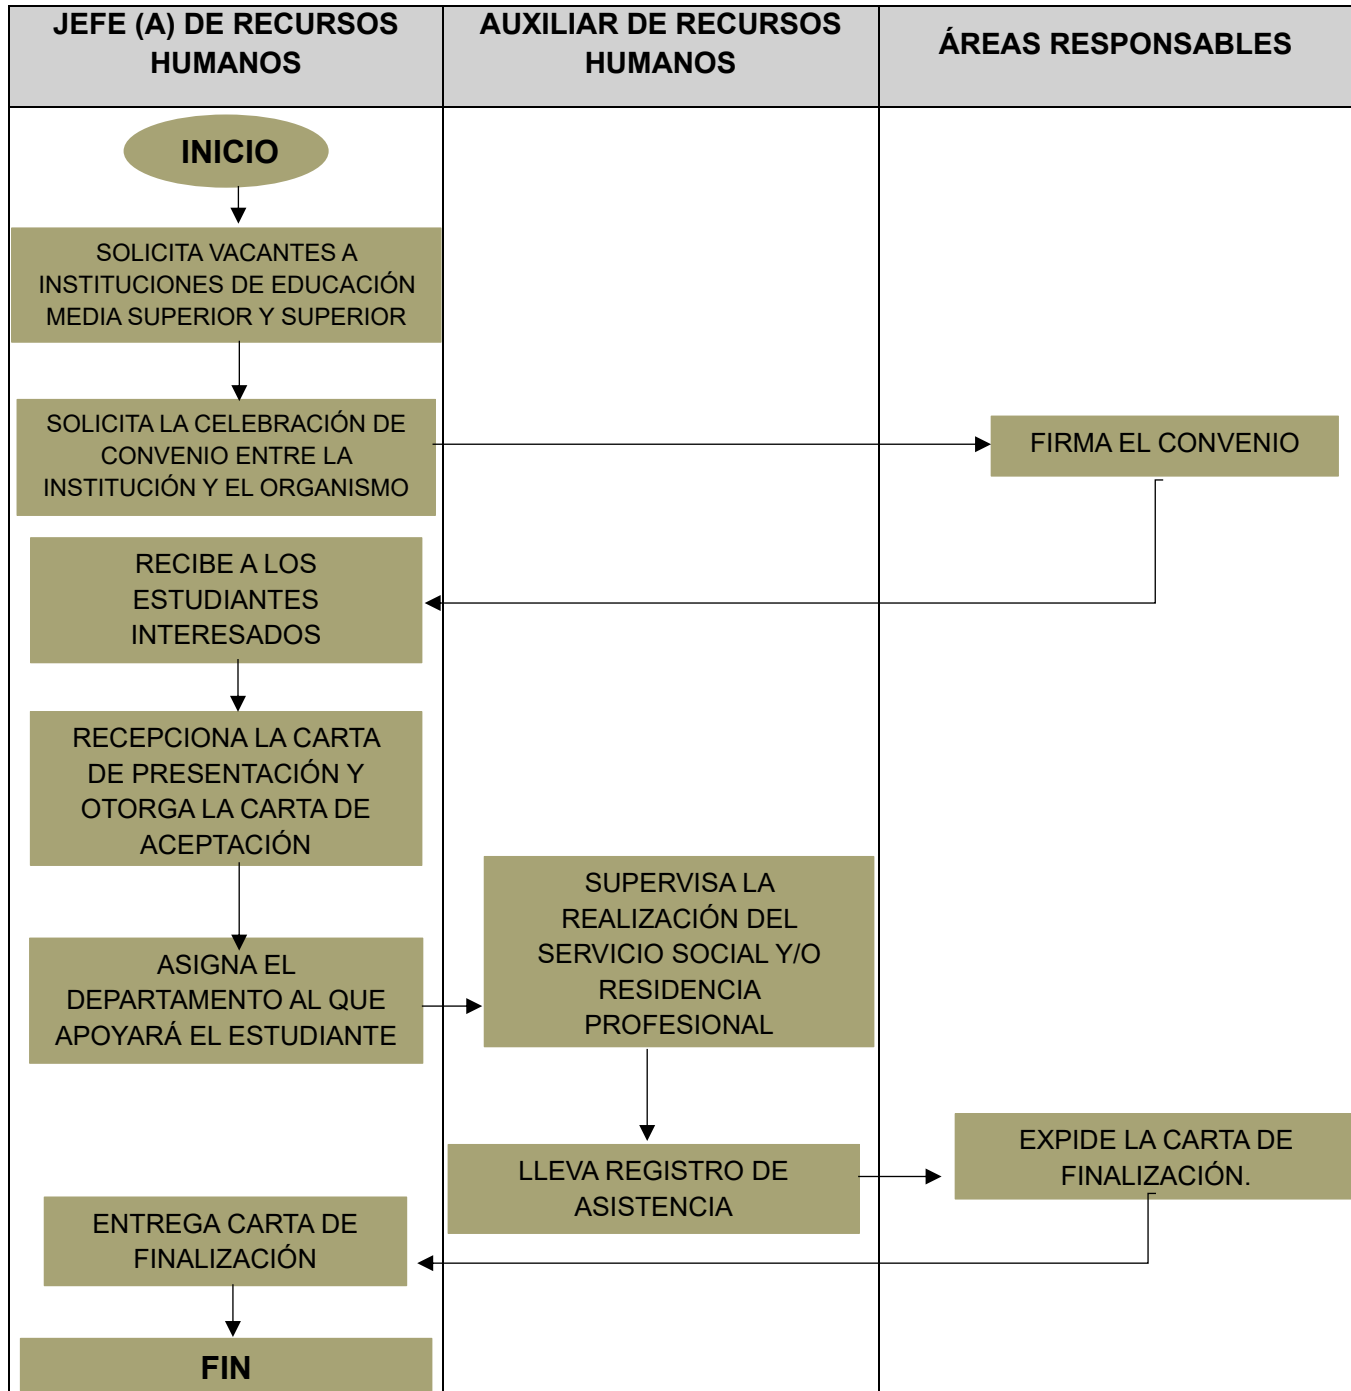 JEFE (A) DE RECURSOS
HUMANOS
AUXILIAR DE RECURSOS
HUMANOS
ÁREAS RESPONSABLES
INICIO
SOLICITA VACANTES A
INSTITUCIONES DE EDUCACIÓN
MEDIA SUPERIOR Y SUPERIOR
SOLICITA LA CELEBRACIÓN DE
CONVENIO ENTRE LA
INSTITUCIÓN Y EL ORGANISMO
FIRMA EL CONVENIO
RECIBE A LOS
ESTUDIANTES
INTERESADOS
RECEPCIONA LA CARTA
DE PRESENTACIÓN Y
OTORGA LA CARTA DE
ACEPTACIÓN
ASIGNA EL
DEPARTAMENTO AL QUE
APOYARÁ EL ESTUDIANTE
SUPERVISA LA
REALIZACIÓN DEL
SERVICIO SOCIAL Y/O
RESIDENCIA
PROFESIONAL
LLEVA REGISTRO DE
ASISTENCIA
EXPIDE LA CARTA DE
FINALIZACIÓN.
ENTREGA CARTA DE
FINALIZACIÓN
FIN